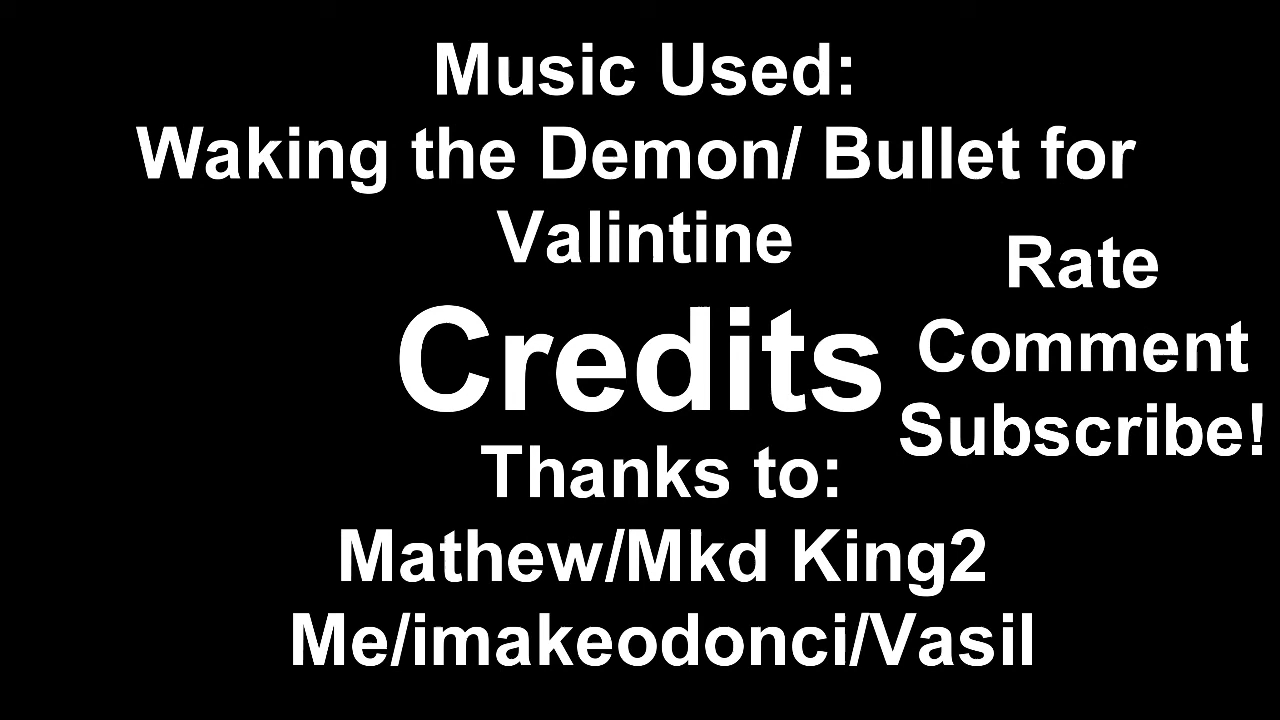 Music Used:
Waking the Demon/ Bullet for
Valintine
Credits
Rate
Comment
Subscribe!
Thanks to:
Mathew/Mkd King2
Me/imakeodonci/Vasil